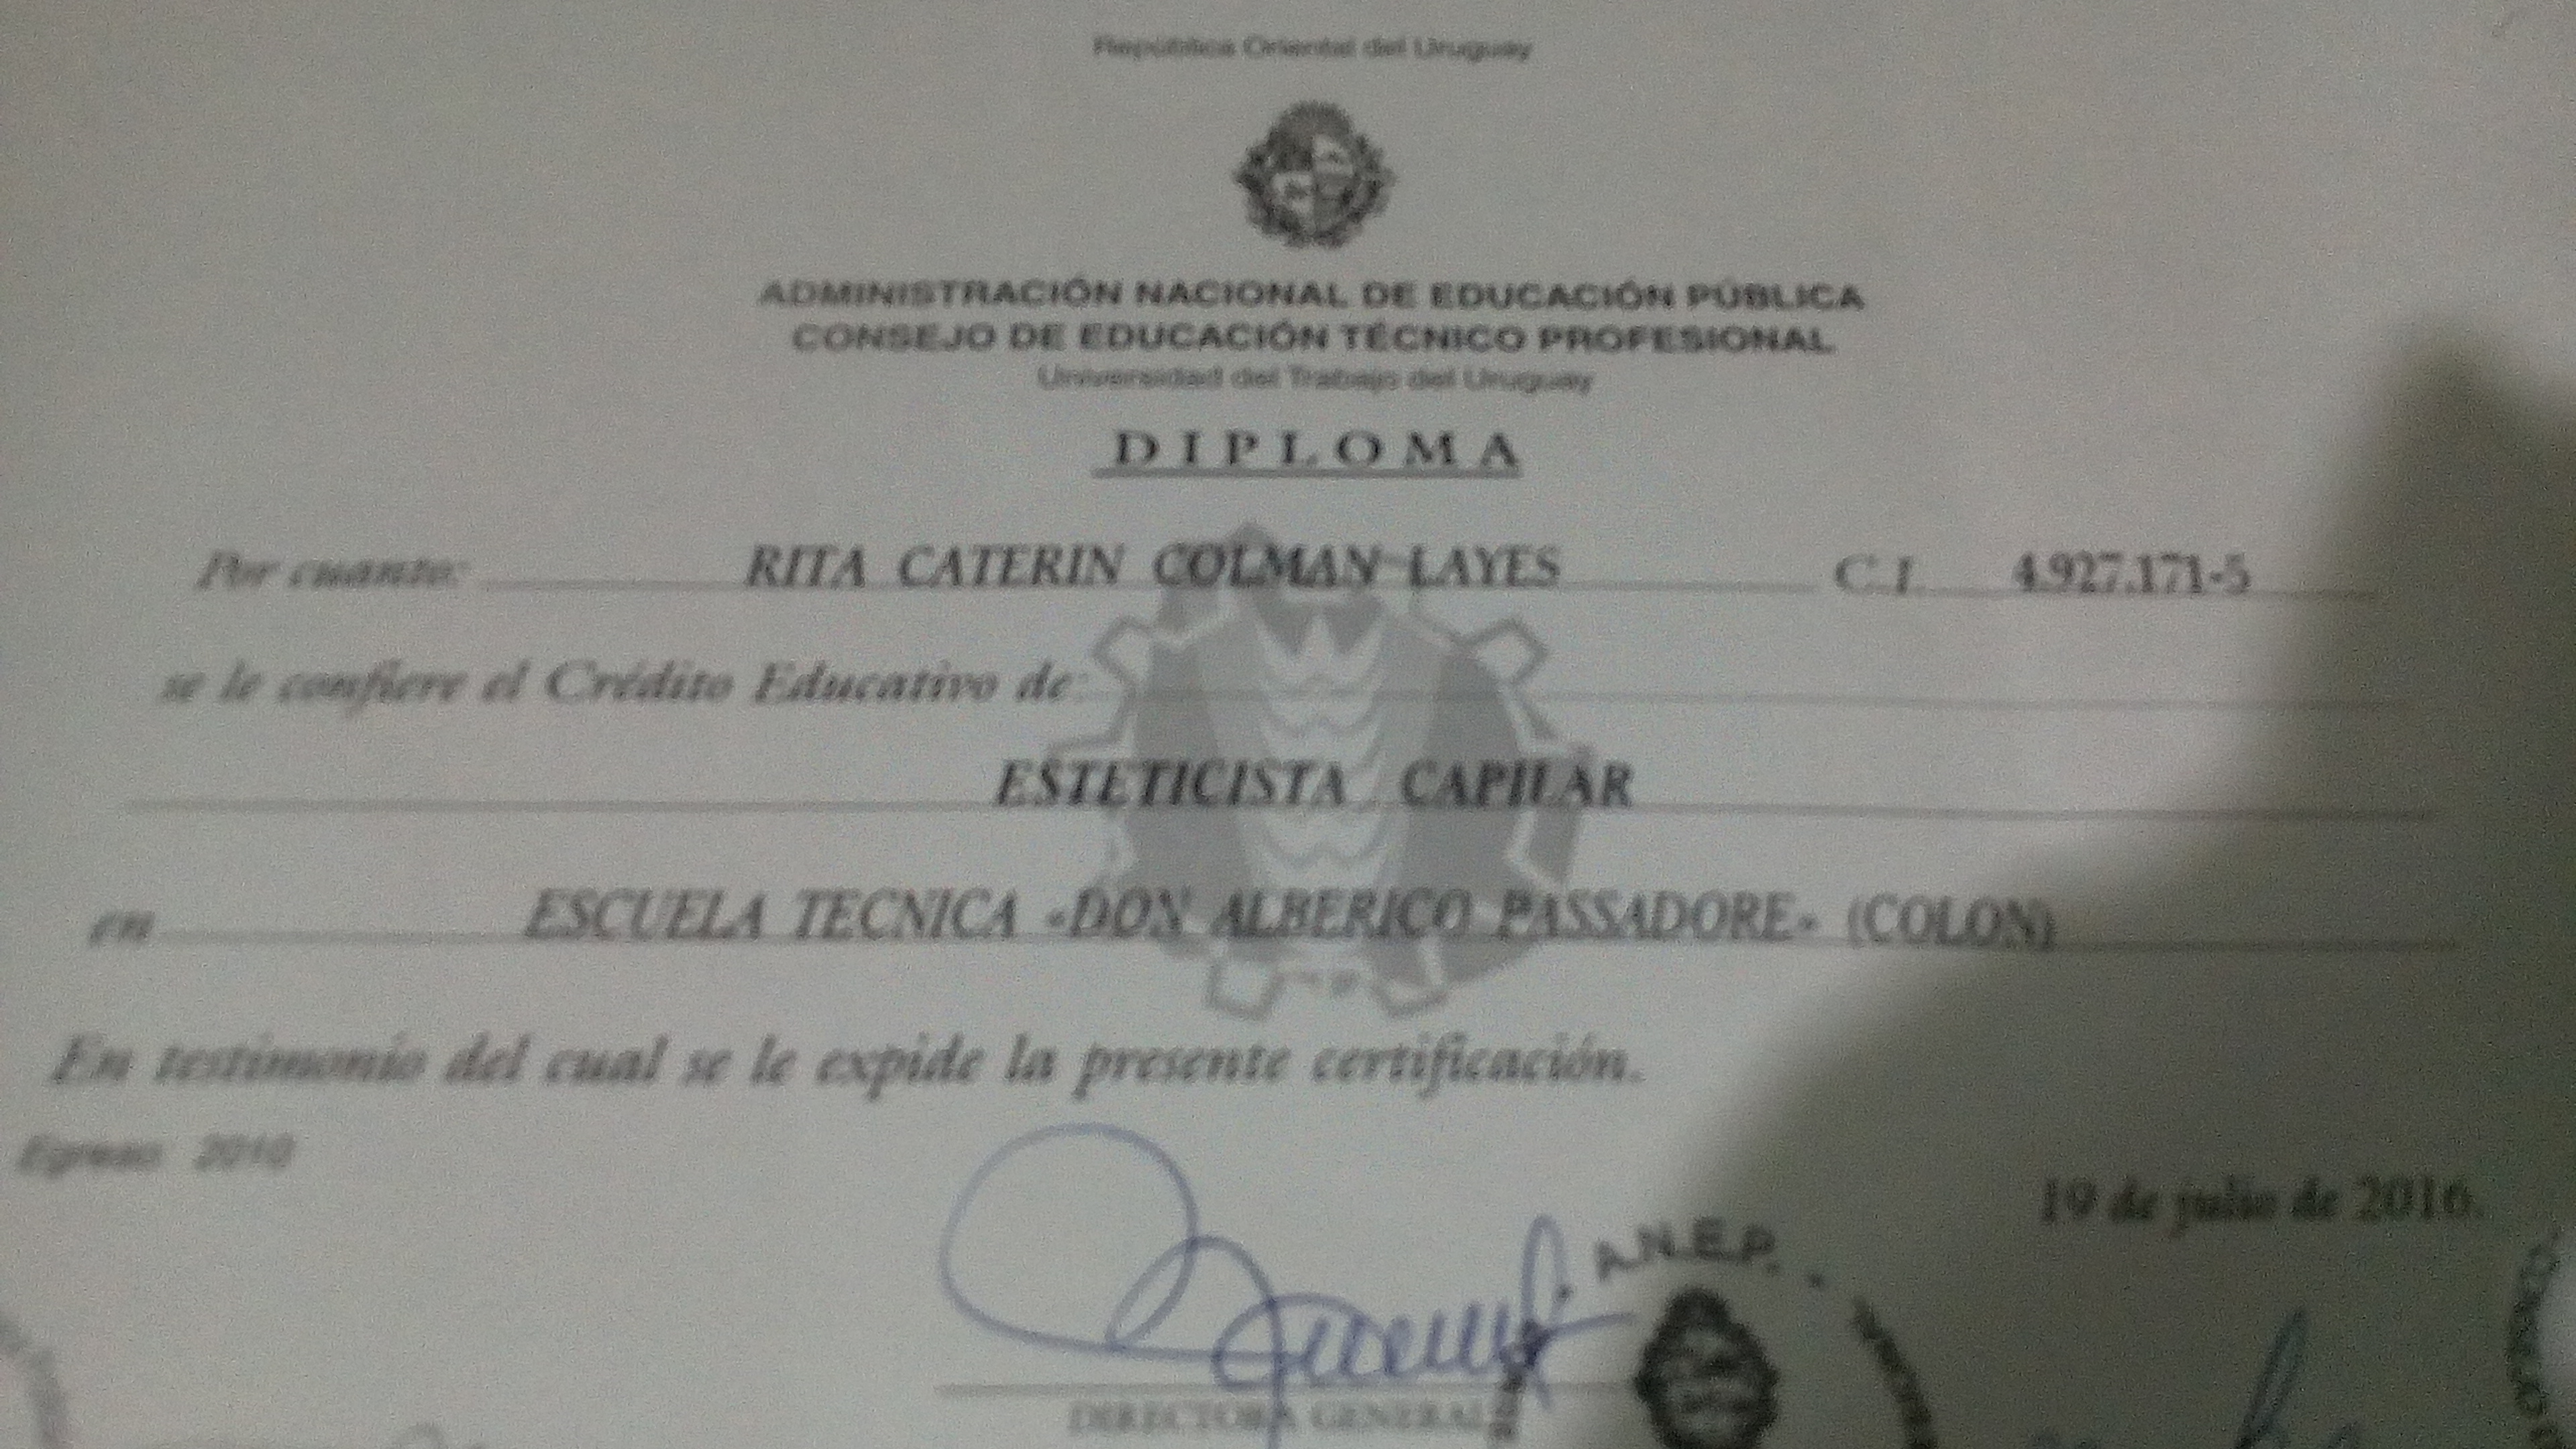 República Oriental del Uruguay
ADMINISTRACIÓN NACIONAL DE EDUCACIÓN PÚBLICA
CONSEJO DE EDUCACIÓN TÉCNICO PROFESIONAL
Universidad del Trabajo del Uruguay
DIPLOMA
Por cuanto: RITA CATERIN COLMAN LAYES C.I. 4.927.171-5
se le confiere el Crédito Educativo de:
ESTETICISTA CAPILAR
en ESCUELA TECNICA «DON ALBERICO PASSADORE» (COLON)
En testimonio del cual se le expide la presente certificación.
Egreso 2010
19 de julio de 2016.
A.N.E.P.
DIRECTORA GENERAL